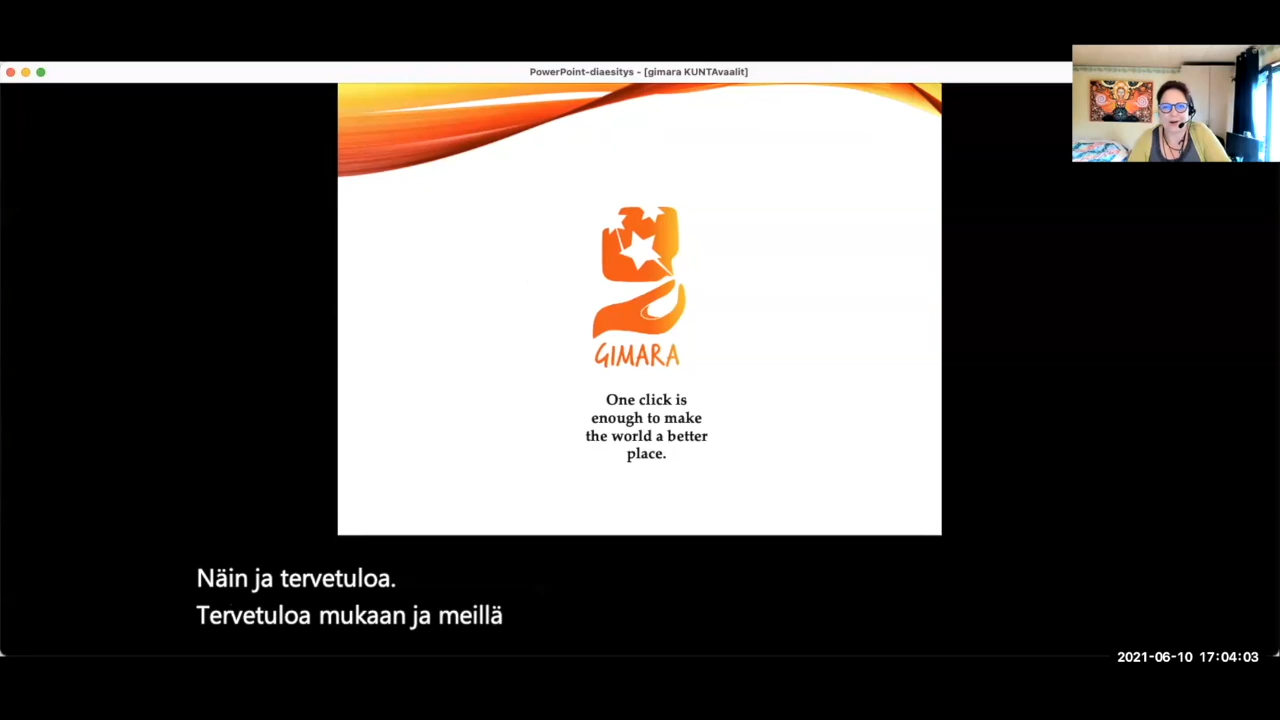 PowerPoint-diaesitys - [gimara KUNTAvaalit]
GIMARA
One click is
enough to make
the world a better
place.
Näin ja tervetuloa.
Tervetuloa mukaan ja meillä
2021-06-10 17:04:03